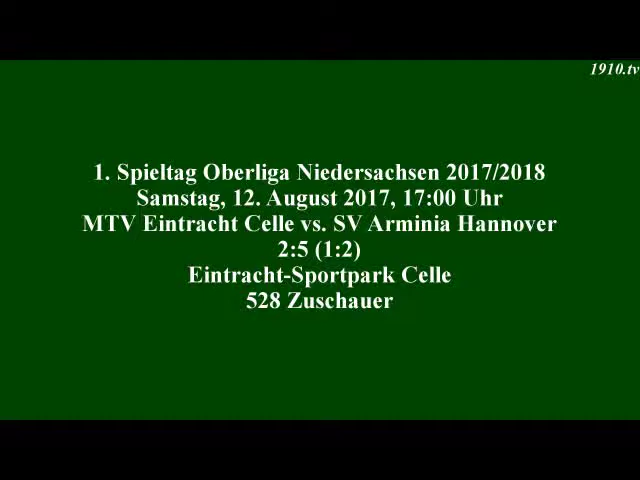 1910.tv
1. Spieltag Oberliga Niedersachsen 2017/2018
Samstag, 12. August 2017, 17:00 Uhr
MTV Eintracht Celle vs. SV Arminia Hannover
2:5 (1:2)
Eintracht-Sportpark Celle
528 Zuschauer